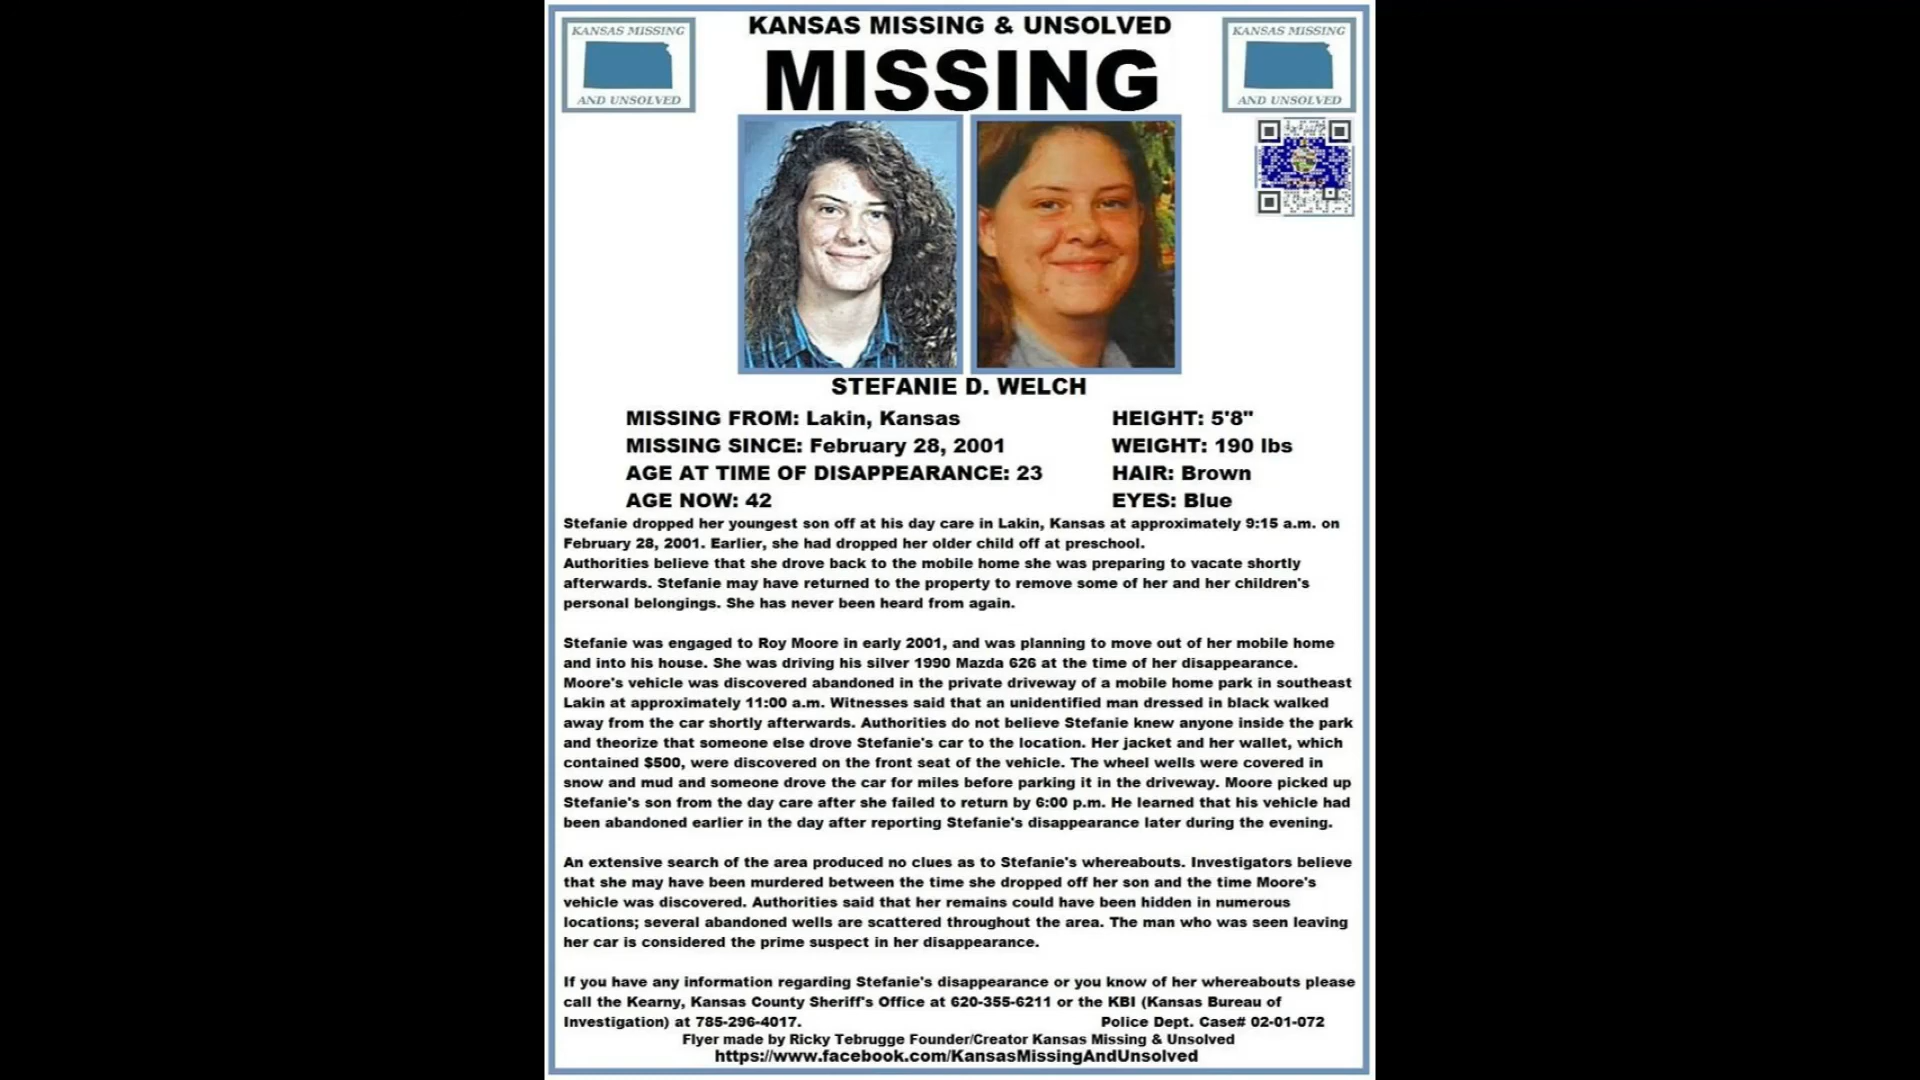 KANSAS MISSING & UNSOLVED
KANSAS MISSING
AND UNSOLVED
MISSING
KANSAS MISSING
AND UNSOLVED
STEFANIE D. WELCH
MISSING FROM: Lakin, Kansas
MISSING SINCE: February 28, 2001
AGE AT TIME OF DISAPPEARANCE: 23
AGE NOW: 42
HEIGHT: 5'8"
WEIGHT: 190 lbs
HAIR: Brown
EYES: Blue
Stefanie dropped her youngest son off at his day care in Lakin, Kansas at approximately 9:15 a.m. on
February 28, 2001. Earlier, she had dropped her older child off at preschool.
Authorities believe that she drove back to the mobile home she was preparing to vacate shortly
afterwards. Stefanie may have returned to the property to remove some of her and her children's
personal belongings. She has never been heard from again.
Stefanie was engaged to Roy Moore in early 2001, and was planning to move out of her mobile home
and into his house. She was driving his silver 1990 Mazda 626 at the time of her disappearance.
Moore's vehicle was discovered abandoned in the private driveway of a mobile home park in southeast
Lakin at approximately 11:00 a.m. Witnesses said that an unidentified man dressed in black walked
away from the car shortly afterwards. Authorities do not believe Stefanie knew anyone inside the park
and theorize that someone else drove Stefanie's car to the location. Her jacket and her wallet, which
contained $500, were discovered on the front seat of the vehicle. The wheel wells were covered in
snow and mud and someone drove the car for miles before parking it in the driveway. Moore picked up
Stefanie's son from the day care after she failed to return by 6:00 p.m. He learned that his vehicle had
been abandoned earlier in the day after reporting Stefanie's disappearance later during the evening.
An extensive search of the area produced no clues as to Stefanie's whereabouts. Investigators believe
that she may have been murdered between the time she dropped off her son and the time Moore's
vehicle was discovered. Authorities said that her remains could have been hidden in numerous
locations; several abandoned wells are scattered throughout the area. The man who was seen leaving
her car is considered the prime suspect in her disappearance.
If you have any information regarding Stefanie's disappearance or you know of her whereabouts please
call the Kearny, Kansas County Sheriff's Office at 620-355-6211 or the KBI (Kansas Bureau of
Investigation) at 785-296-4017.
Police Dept. Case# 02-01-072
Flyer made by Ricky Tebrugge Founder/Creator Kansas Missing & Unsolved
https://www.facebook.com/KansasMissingAndUnsolved